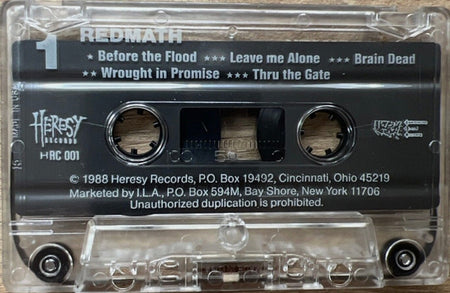 REDMATH
1 * Before the Flood *** Leave me Alone *** Brain Dead
** Wrought in Promise *** Thru the Gate
MADE IN U.S.A.
HERESY
RECORDS
HRC 001
© 1988 Heresy Records, P.O. Box 19492, Cincinnati, Ohio 45219
Marketed by I.L.A., P.O. Box 594M, Bay Shore, New York 11706
Unauthorized duplication is prohibited.